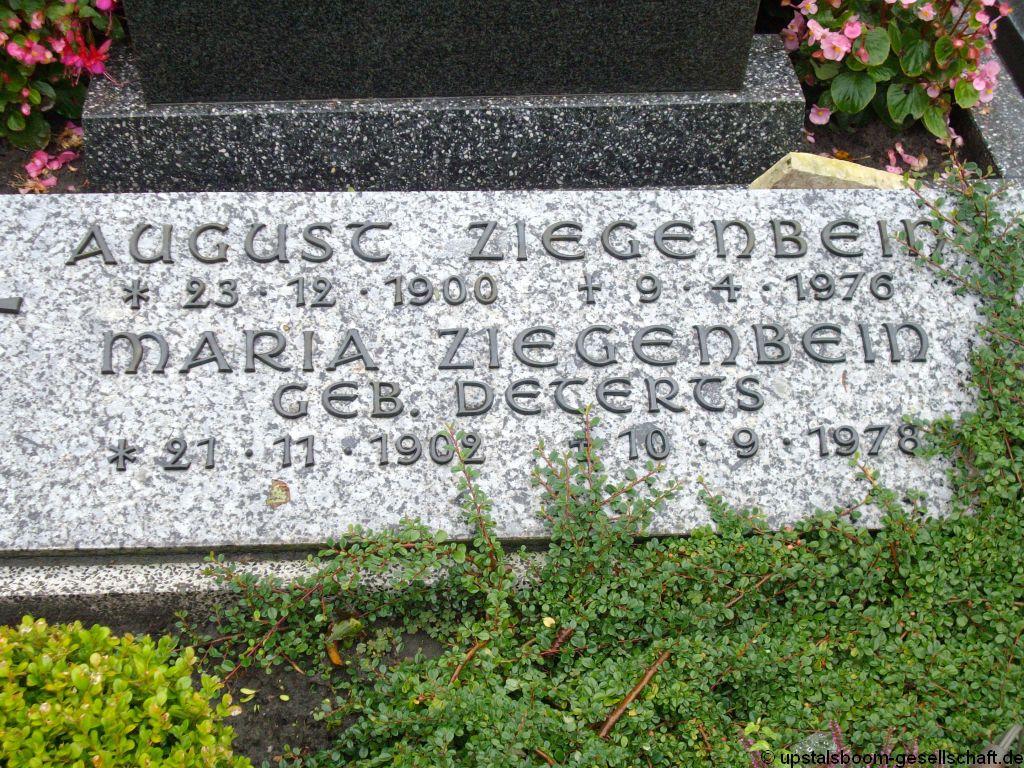 AUGUST ZIEGENBEIN
* 23 · 12 · 1900 † 9 · 4 · 1976
MARIA ZIEGENBEIN
GEB. DETERTS
* 21 · 11 · 1902 † 10 · 9 · 1978
© upstalsboom-gesellschaft.de